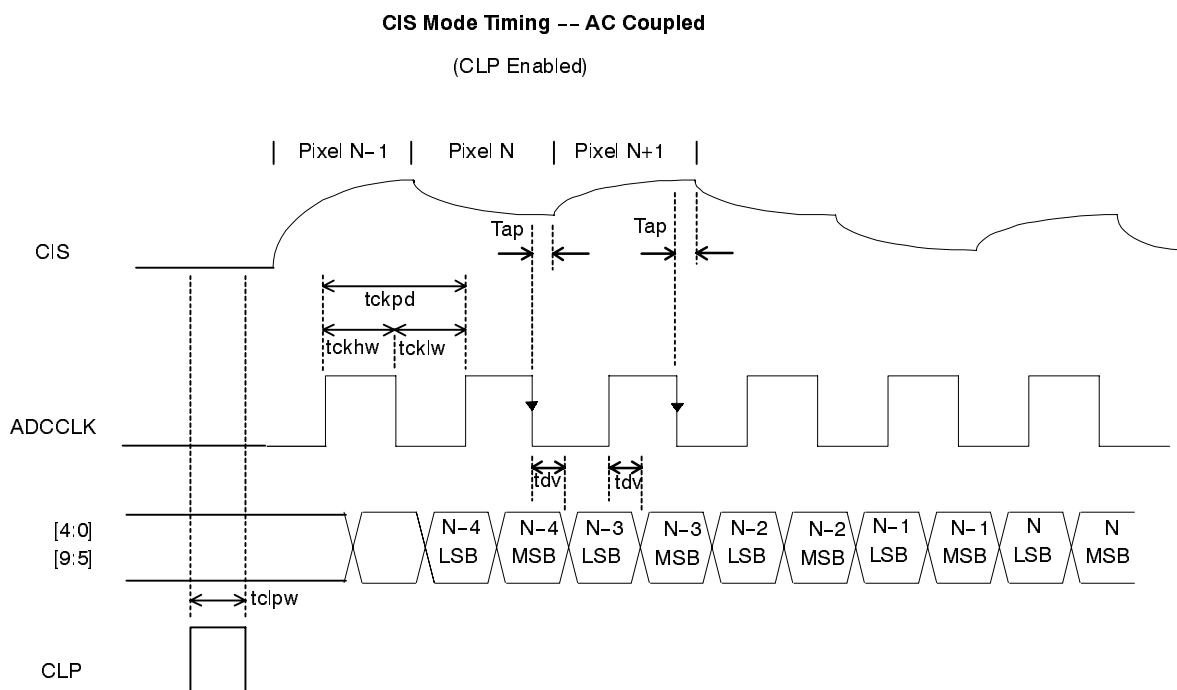 CIS Mode Timing -- AC Coupled
(CLP Enabled)
| Pixel N-1 | Pixel N | Pixel N+1 |
Tap Tap
CIS
tckpd
tckhw tcklw
ADCCLK
tdv tdv
[4:0] N-4 N-4 N-3 N-3 N-2 N-2 N-1 N-1 N N
[9:5] LSB MSB LSB MSB LSB MSB LSB MSB LSB MSB
tclpw
CLP